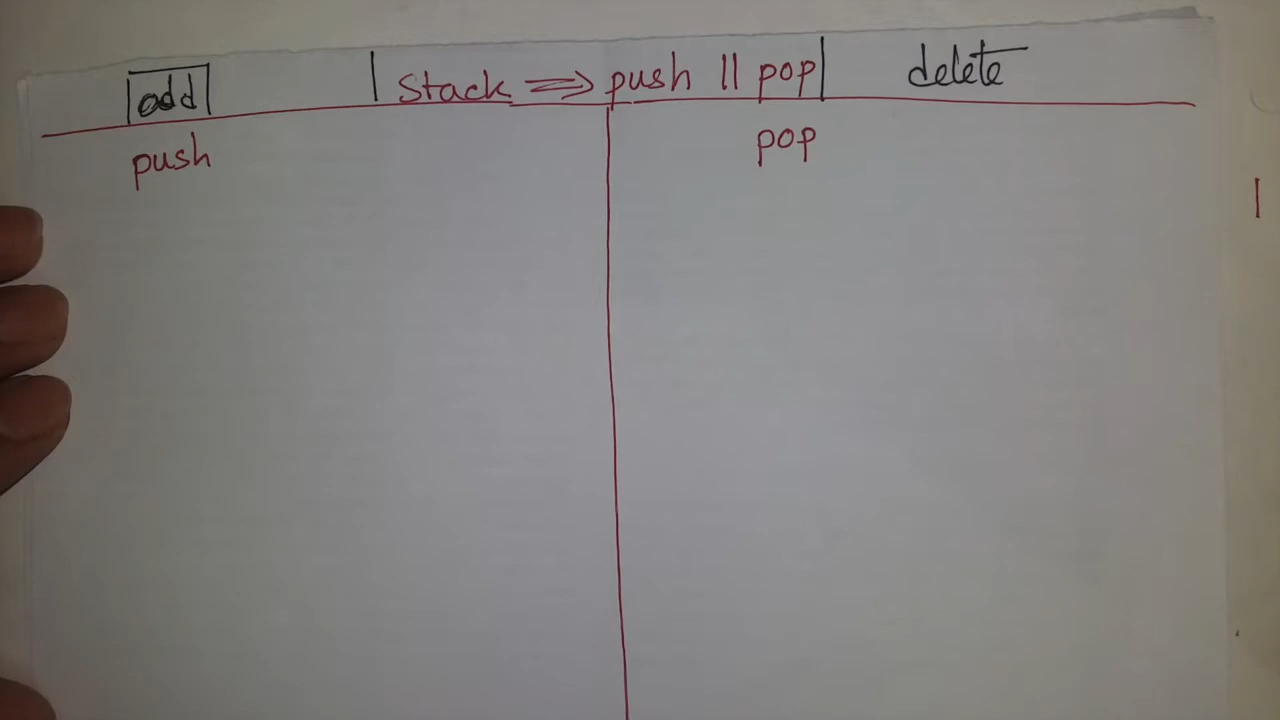 add | stack ⇒ push || pop | delete
push pop